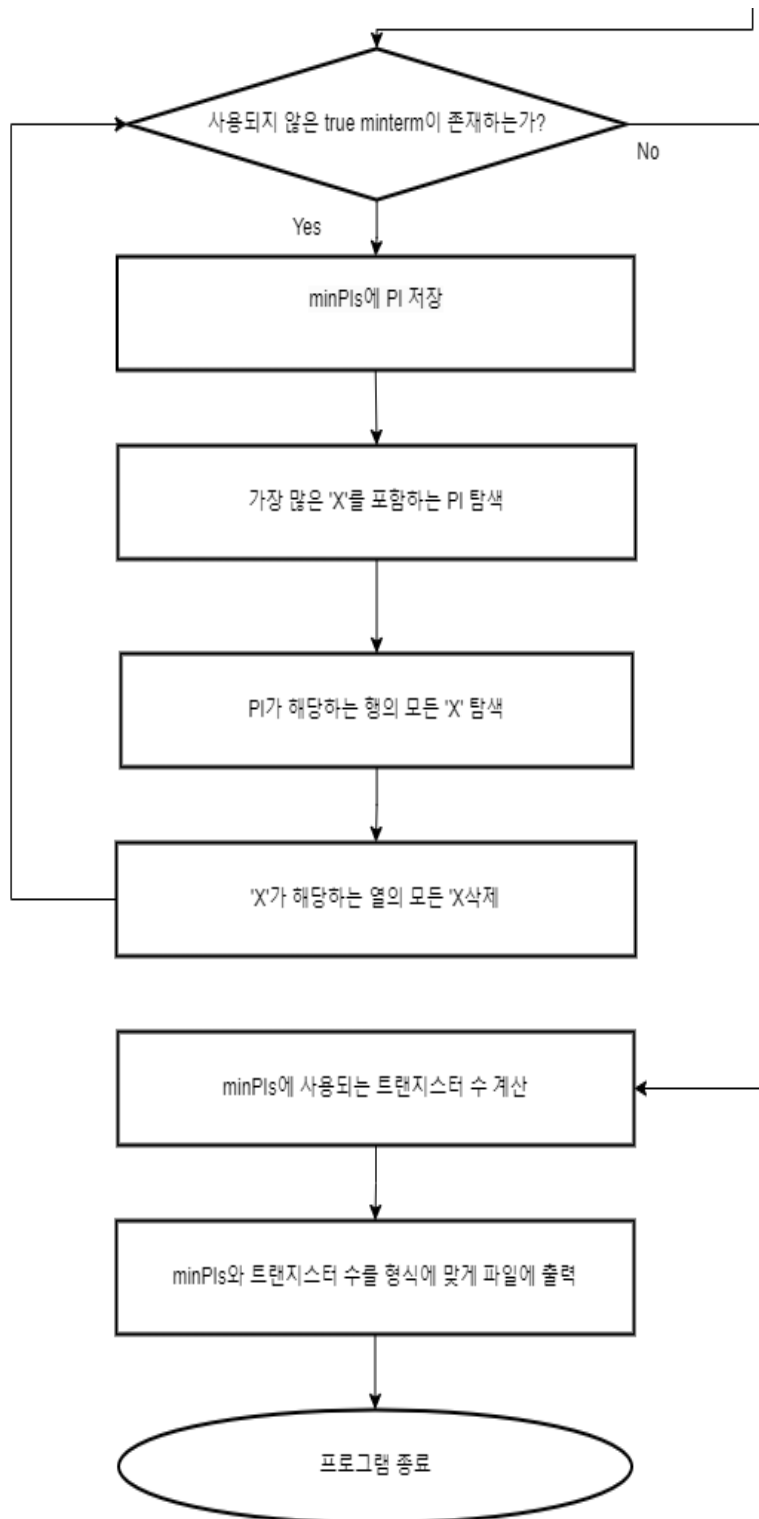 사용되지 않은 true minterm이 존재하는가?
No
Yes
minPIs에 PI 저장
가장 많은 'X'를 포함하는 PI 탐색
PI가 해당하는 행의 모든 'X' 탐색
'X'가 해당하는 열의 모든 'X삭제
minPIs에 사용되는 트랜지스터 수 계산
minPIs와 트랜지스터 수를 형식에 맞게 파일에 출력
프로그램 종료